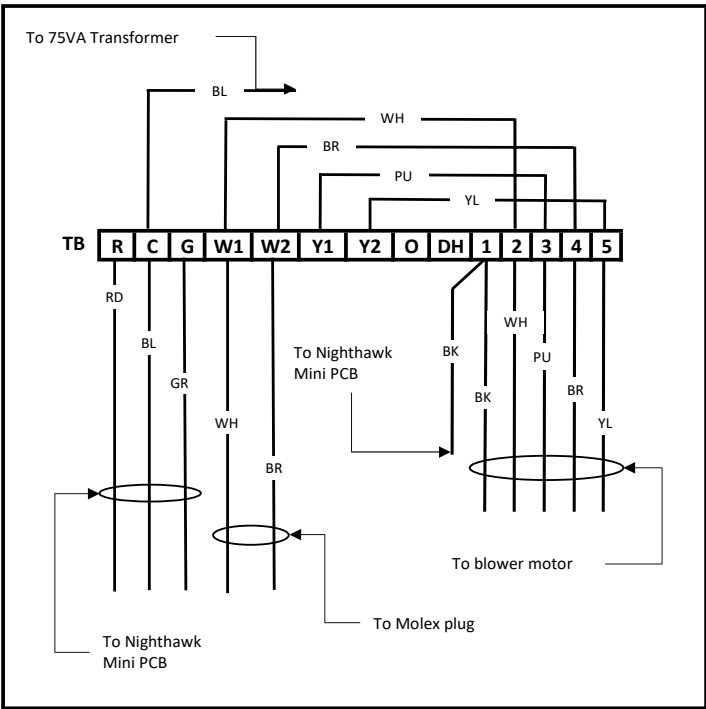 To 75VA Transformer
BL
WH
BR
PU
YL
TB R C G W1 W2 Y1 Y2 O DH 1 2 3 4 5
RD
BL
GR
WH
BR
To Nighthawk
Mini PCB
BK
BK
WH
PU
BR
YL
To blower motor
To Molex plug
To Nighthawk
Mini PCB